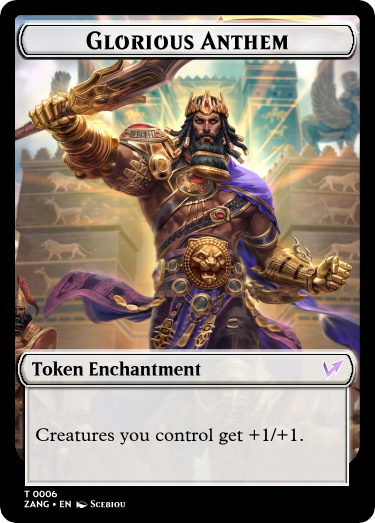 Glorious Anthem
Token Enchantment
Creatures you control get +1/+1.
T 0006
ZANG • EN Scebiou